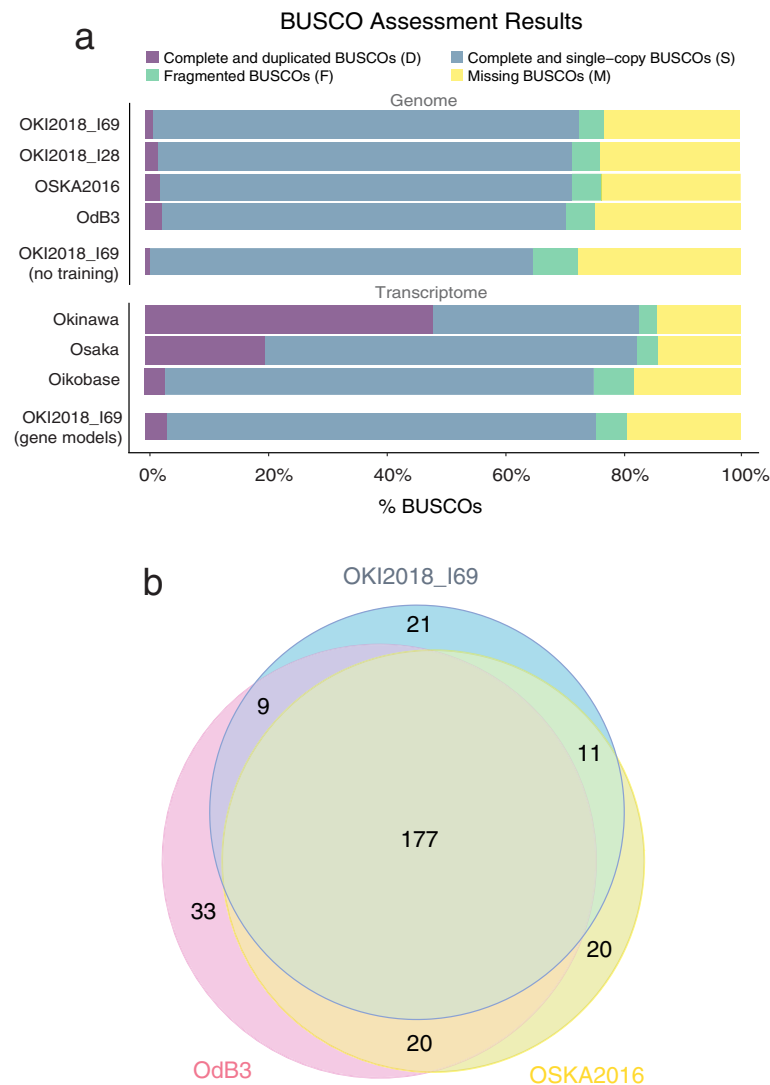 BUSCO Assessment Results
a
Complete and duplicated BUSCOs (D)
Complete and single−copy BUSCOs (S)
Fragmented BUSCOs (F)
Missing BUSCOs (M)
Genome
OKI2018_I69
OKI2018_I28
OSKA2016
OdB3
OKI2018_I69
(no training)
Transcriptome
Okinawa
Osaka
Oikobase
OKI2018_I69
(gene models)
0% 20% 40% 60% 80% 100%
% BUSCOs
b
OKI2018_I69
21
9
11
177
33
20
20
OdB3
OSKA2016